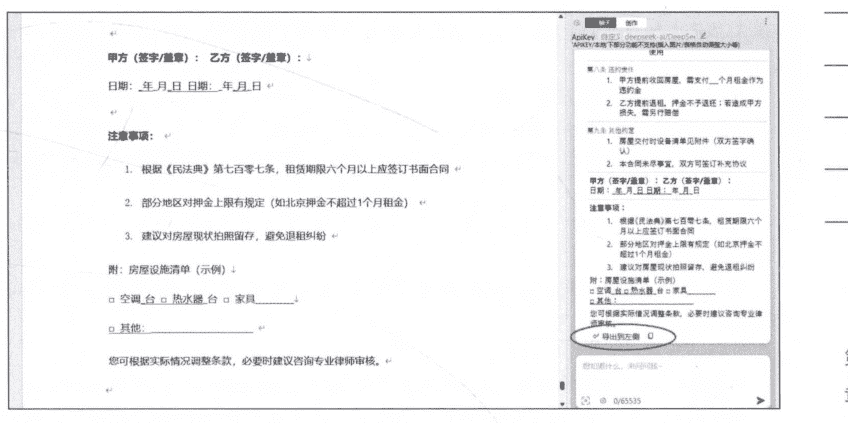 甲方（签字/盖章）： 乙方（签字/盖章）：↓
日期：_年_月_日 日期：_年_月_日 ↵
注意事项： ↵
1. 根据《民法典》第七百零七条，租赁期限六个月以上应签订书面合同 ↵
2. 部分地区对押金上限有规定（如北京押金不超过1个月租金） ↵
3. 建议对房屋现状拍照留存，避免退租纠纷 ↵
附：房屋设施清单（示例）↓
□ 空调_台 □ 热水器_台 □ 家具________↓
□ 其他：____________________ ↵
您可根据实际情况调整条款，必要时建议咨询专业律师审核。↵
创作
ApiKey 自定义 deepseek-ai/DeepSee
使用
第八条 违约责任
1. 甲方提前收回房屋，需支付__个月租金作为
违约金
2. 乙方提前退租，押金不予退还；若造成甲方
损失，需另行赔偿
第九条 其他约定
1. 房屋交付时设备清单见附件（双方签字确
认）
2. 本合同未尽事宜，双方可签订补充协议
甲方（签字/盖章）：乙方（签字/盖章）：
日期：_年_月_日 日期：_年_月_日
注意事项：
1. 根据《民法典》第七百零七条，租赁期限六个
月以上应签订书面合同
2. 部分地区对押金上限有规定（如北京押金不
超过1个月租金）
3. 建议对房屋现状拍照留存，避免退租纠纷
附：房屋设施清单（示例）
□ 空调_台 □ 热水器_台 □ 家具______
□ 其他：
您可根据实际情况调整条款，必要时建议咨询专业律
师审核。
导出到左侧
0/65535